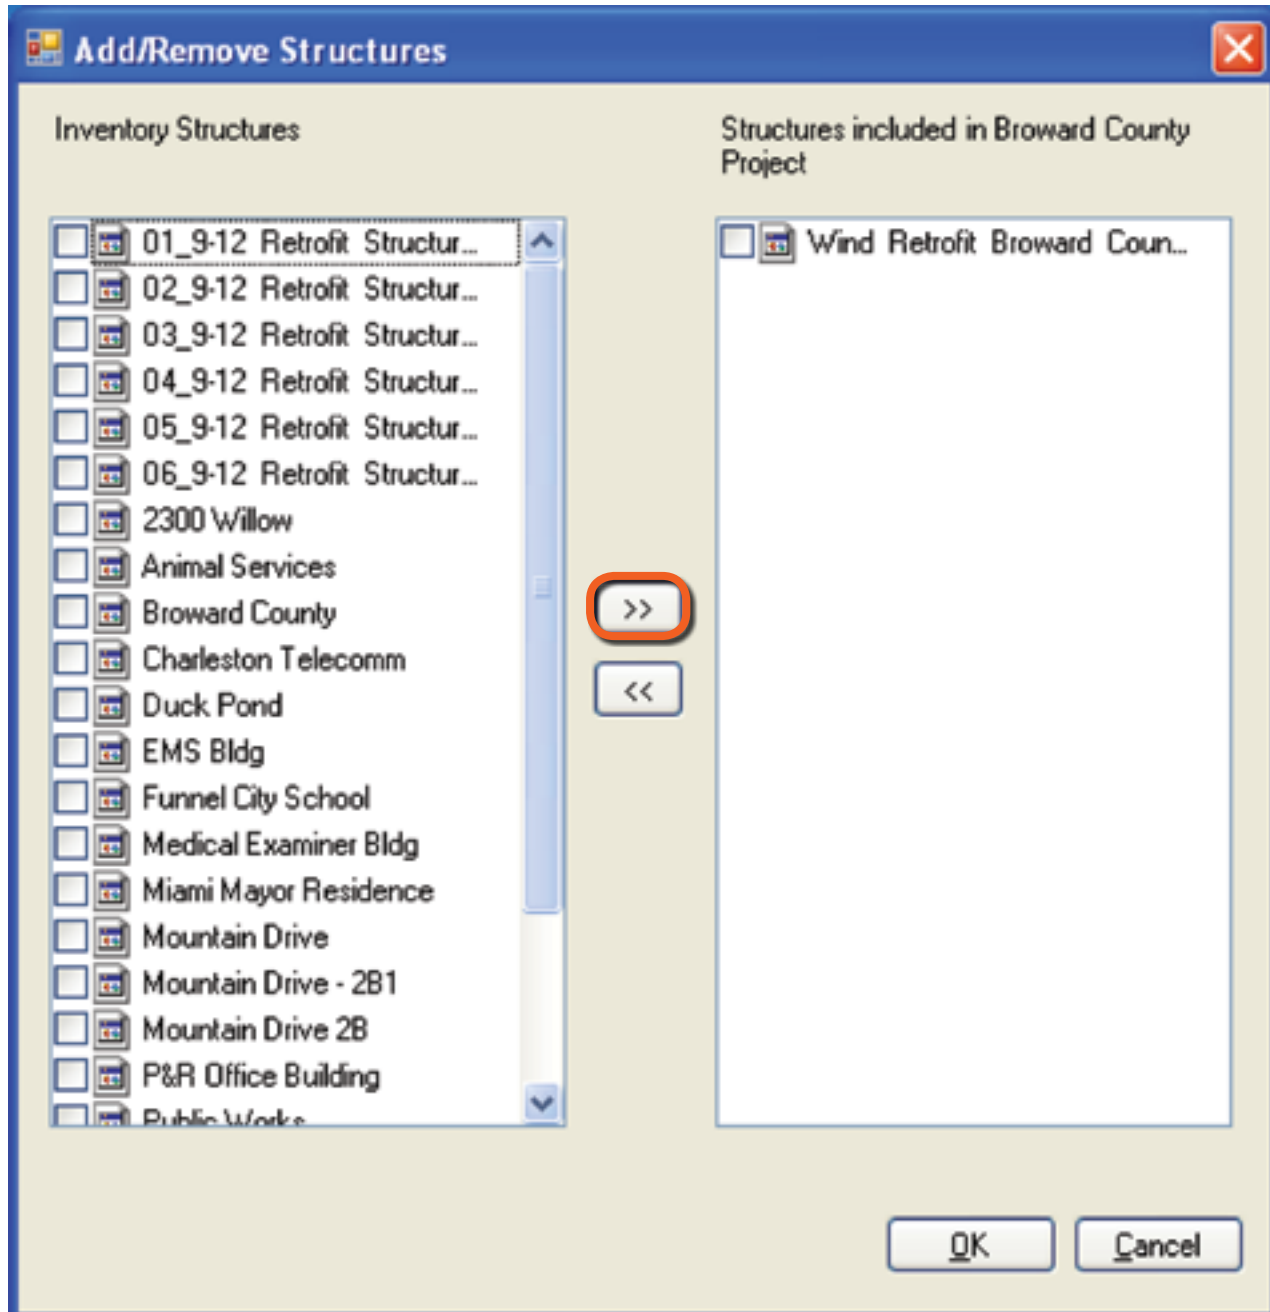 Add/Remove Structures
Inventory Structures
Structures included in Broward County
Project
01_9-12 Retrofit Structur...
02_9-12 Retrofit Structur...
03_9-12 Retrofit Structur...
04_9-12 Retrofit Structur...
05_9-12 Retrofit Structur...
06_9-12 Retrofit Structur...
2300 Willow
Animal Services
Broward County
Charleston Telecomm
Duck Pond
EMS Bldg
Funnel City School
Medical Examiner Bldg
Miami Mayor Residence
Mountain Drive
Mountain Drive - 2B1
Mountain Drive 2B
P&R Office Building
Public Works
>>
<<
Wind Retrofit Broward Coun...
OK
Cancel